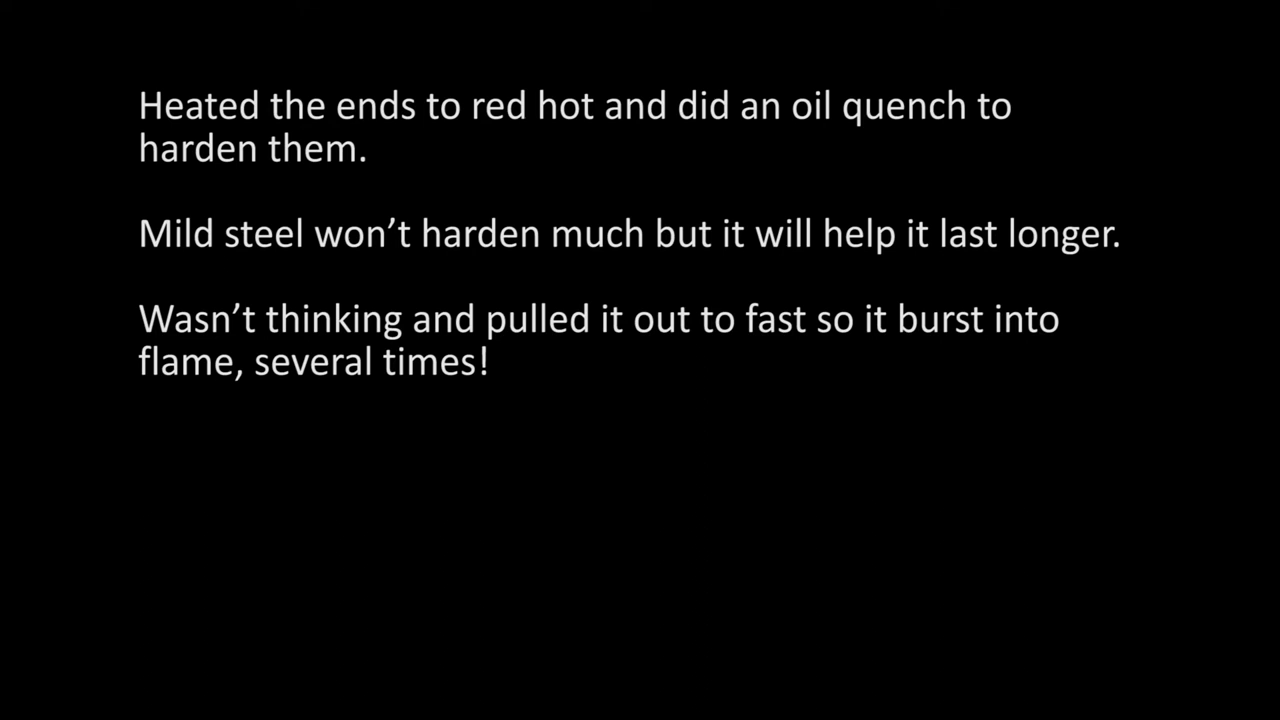 Heated the ends to red hot and did an oil quench to
harden them.
Mild steel won’t harden much but it will help it last longer.
Wasn’t thinking and pulled it out to fast so it burst into
flame, several times!